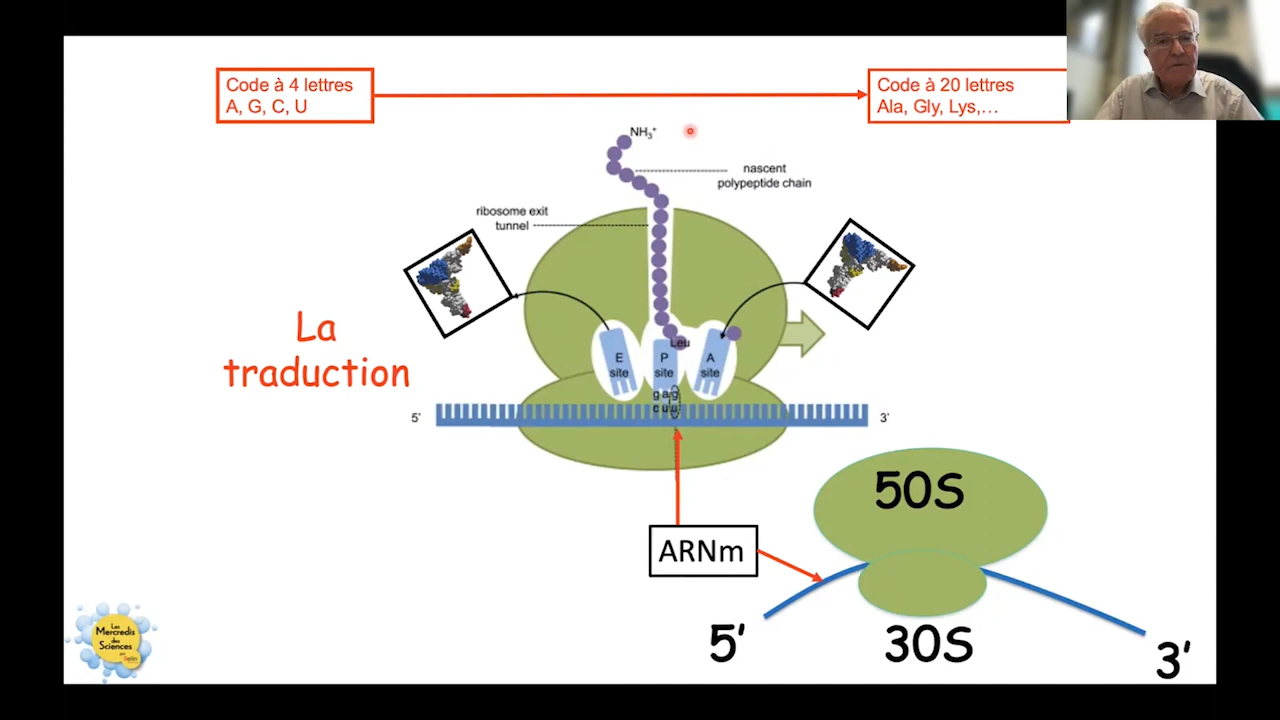 Code à 4 lettres
A, G, C, U
Code à 20 lettres
Ala, Gly, Lys,…
NH₃⁺
nascent
polypeptide chain
ribosome exit
tunnel
La
traduction
Leu
E
site
P
site
A
site
g a g
c u u
5'
3'
50S
ARNm
5'
30S
3'
Les
Mercredis
des
Sciences